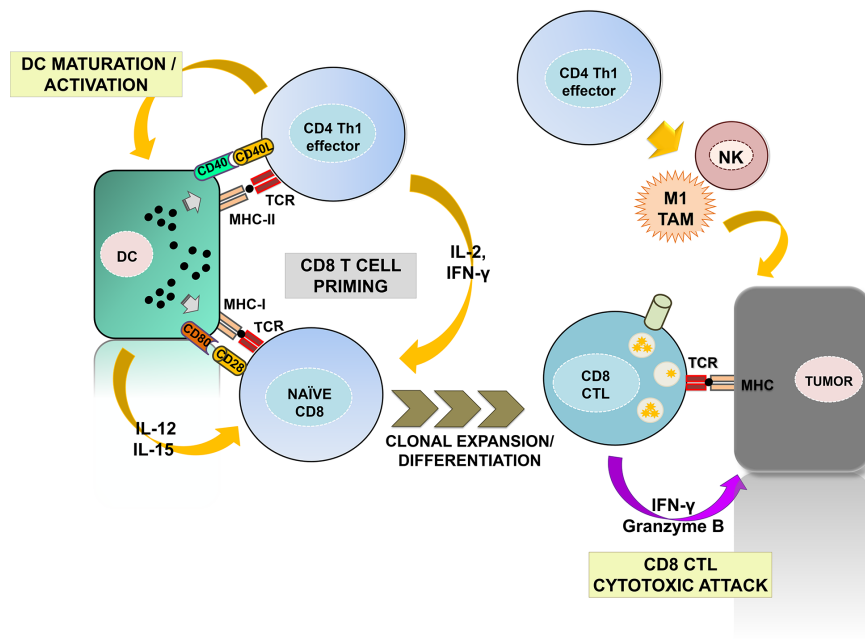 DC MATURATION /
ACTIVATION
CD4 Th1
effector
CD40
CD40L
TCR
MHC-II
DC
CD8 T CELL
PRIMING
IL-2,
IFN-γ
MHC-I
TCR
CD80
CD28
NAÏVE
CD8
IL-12
IL-15
CLONAL EXPANSION/
DIFFERENTIATION
CD4 Th1
effector
NK
M1
TAM
CD8
CTL
TCR
MHC
TUMOR
IFN-γ
Granzyme B
CD8 CTL
CYTOTOXIC ATTACK